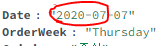 Date : "2020-07-07"
OrderWeek : "Thursday"